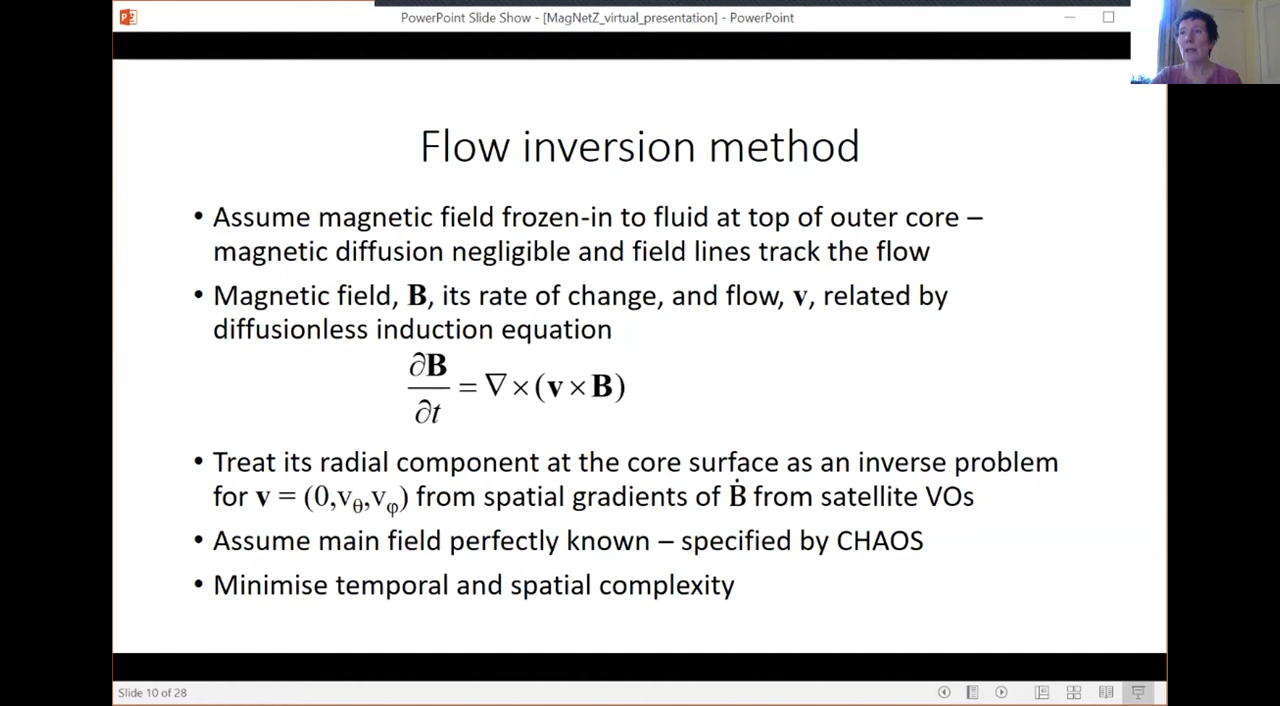 PowerPoint Slide Show - [MagNetZ_virtual_presentation] - PowerPoint
Flow inversion method
• Assume magnetic field frozen-in to fluid at top of outer core –
magnetic diffusion negligible and field lines track the flow
• Magnetic field, B, its rate of change, and flow, v, related by
diffusionless induction equation
∂B/∂t = ∇×(v×B)
• Treat its radial component at the core surface as an inverse problem
for v = (0,vθ,vφ) from spatial gradients of Ḃ from satellite VOs
• Assume main field perfectly known – specified by CHAOS
• Minimise temporal and spatial complexity
Slide 10 of 28